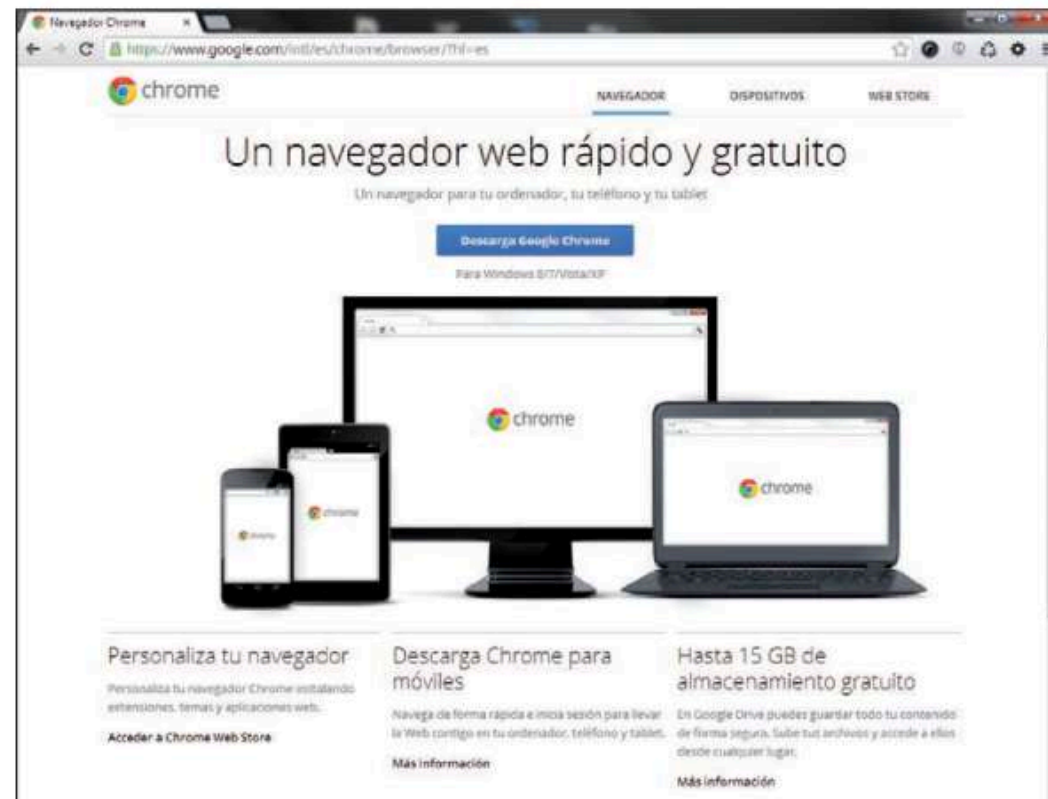 Navegador Chrome
https://www.google.com/intl/es/chrome/browser/?hl=es
chrome
NAVEGADOR DISPOSITIVOS WEB STORE
Un navegador web rápido y gratuito
Un navegador para tu ordenador, tu teléfono y tu tablet
Descarga Google Chrome
Para Windows 8/7/Vista/XP
chrome
chrome
chrome
chrome
Personaliza tu navegador
Personaliza tu navegador Chrome instalando
extensiones, temas y aplicaciones web.
Acceder a Chrome Web Store
Descarga Chrome para
móviles
Navega de forma rápida e inicia sesión para llevar
la Web contigo en tu ordenador, teléfono y tablet.
Más información
Hasta 15 GB de
almacenamiento gratuito
En Google Drive puedes guardar todo tu contenido
de forma segura. Sube tus archivos y accede a ellos
desde cualquier lugar.
Más información